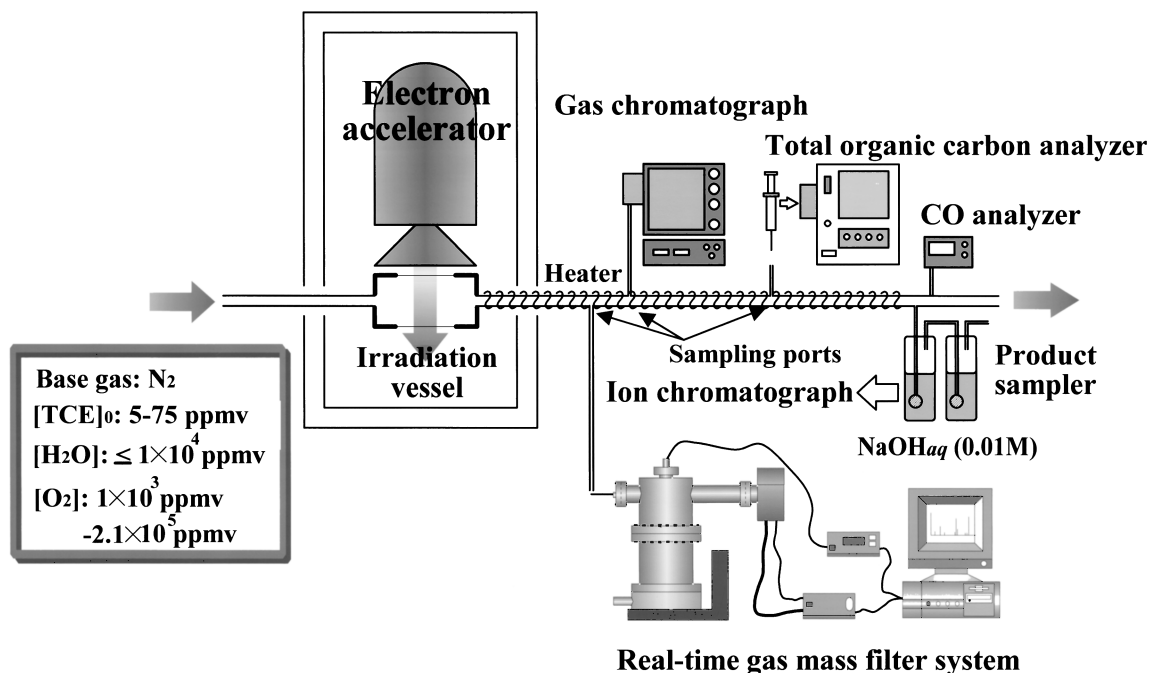 Electron
accelerator
Gas chromatograph
Total organic carbon analyzer
CO analyzer
Heater
Irradiation
vessel
Sampling ports
Product
sampler
Ion chromatograph
NaOHaq (0.01M)
Base gas: N2
[TCE]0: 5-75 ppmv
[H2O]: ≤ 1×10^4 ppmv
[O2]: 1×10^3 ppmv
-2.1×10^5 ppmv
Real-time gas mass filter system